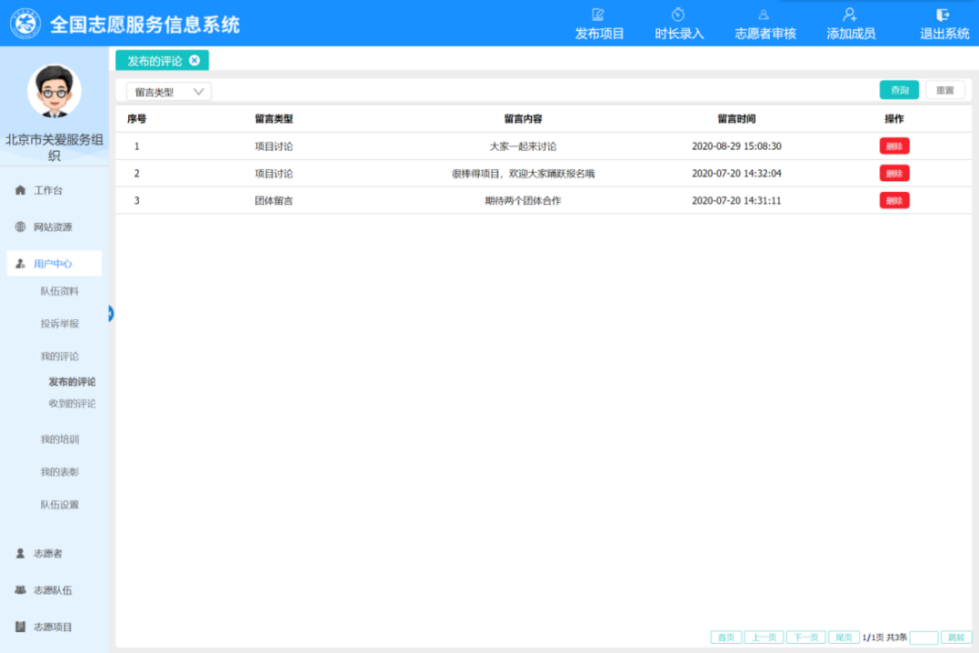 全国志愿服务信息系统
发布项目 时长录入 志愿者审核 添加成员 退出系统
北京市关爱服务组
织
工作台
网站资源
用户中心
队伍资料
投诉举报
我的评论
发布的评论
收到的评论
我的培训
我的表彰
队伍设置
志愿者
志愿队伍
志愿项目
发布的评论
留言类型 查询 重置
序号 留言类型 留言内容 留言时间 操作
1 项目讨论 大家一起来讨论 2020-08-29 15:08:30 删除
2 项目讨论 很棒得项目，欢迎大家踊跃报名哦 2020-07-20 14:32:04 删除
3 团体留言 期待两个团体合作 2020-07-20 14:31:11 删除
首页 上一页 下一页 尾页 1/1页 共3条 跳转